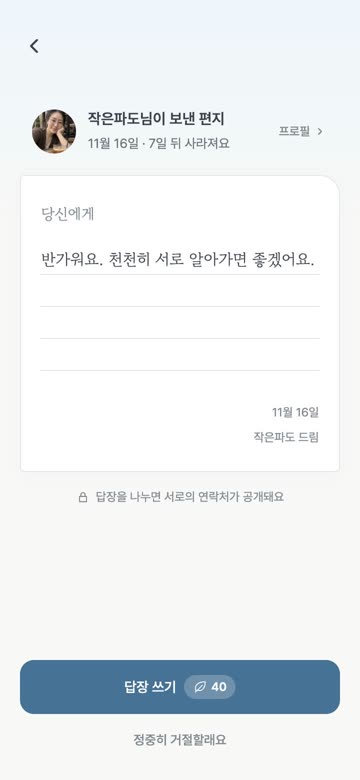 작은파도님이 보낸 편지
11월 16일 · 7일 뒤 사라져요
프로필
당신에게
반가워요. 천천히 서로 알아가면 좋겠어요.
11월 16일
작은파도 드림
답장을 나누면 서로의 연락처가 공개돼요
답장 쓰기 40
정중히 거절할래요